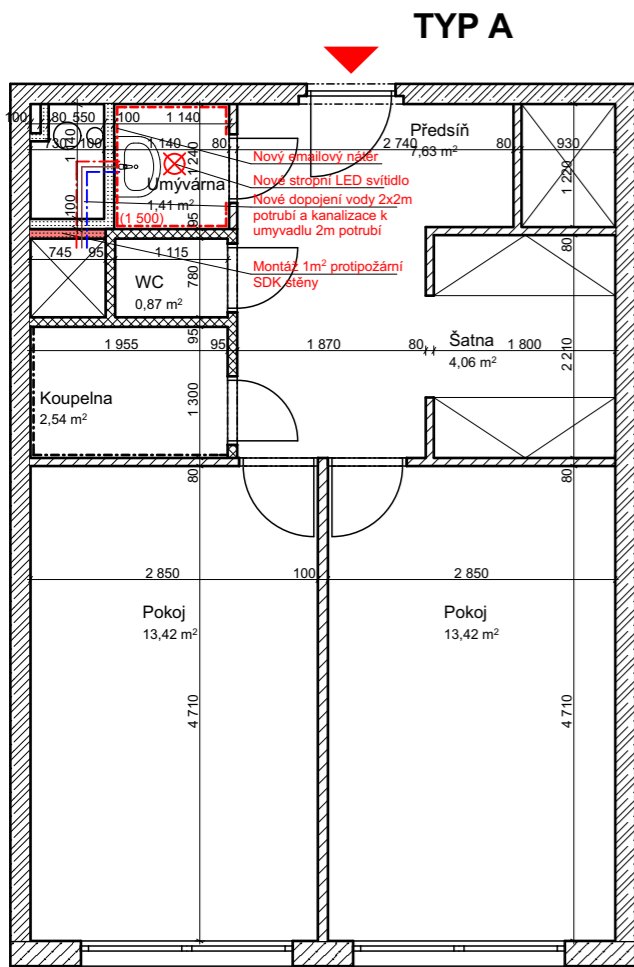 TYP A
100
180
550
100
1 140
730
100
1 140
80
2 740
80
930
Předsíň
7,63 m²
1 140
1 240
1 220
Nový emailový nátěr
Nové stropní LED svítidlo
Umývárna
1,41 m²
Nové dopojení vody 2x2m
potrubí a kanalizace k
umyvadlu 2m potrubí
100
(1 500)
95
80
745
95
1 115
Montáž 1m² protipožární
SDK stěny
WC
0,87 m²
780
Šatna
4,06 m²
95
1 955
95
1 870
80
1 800
2 210
Koupelna
2,54 m²
1 300
80
80
2 850
100
2 850
Pokoj
13,42 m²
Pokoj
13,42 m²
4 710
4 710